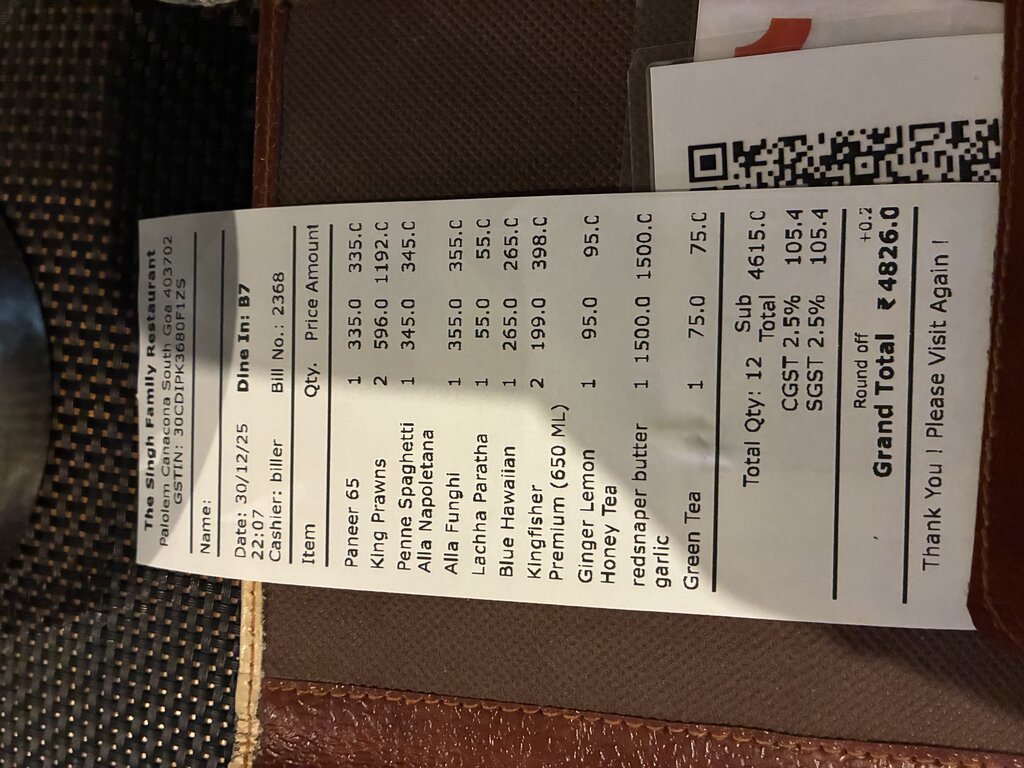 The Singh Family Restaurant
Palolem Canacona South Goa 403702
GSTIN: 30CDIPK3680F1ZS
Name:
Date: 30/12/25 Dine In: B7
22:07
Cashier: biller Bill No.: 2368
Item Qty. Price Amount
Paneer 65 1 335.0 335.0
King Prawns 2 596.0 1192.0
Penne Spaghetti 1 345.0 345.0
Alla Napoletana
Alla Funghi 1 355.0 355.0
Lachha Paratha 1 55.0 55.0
Blue Hawaiian 1 265.0 265.0
Kingfisher 2 199.0 398.0
Premium (650 ML)
Ginger Lemon 1 95.0 95.0
Honey Tea
redsnaper butter 1 1500.0 1500.0
garlic
Green Tea 1 75.0 75.0
Total Qty: 12 Sub 4615.0
Total
CGST 2.5% 105.4
SGST 2.5% 105.4
Round off +0.2
Grand Total ₹ 4826.0
Thank You ! Please Visit Again !